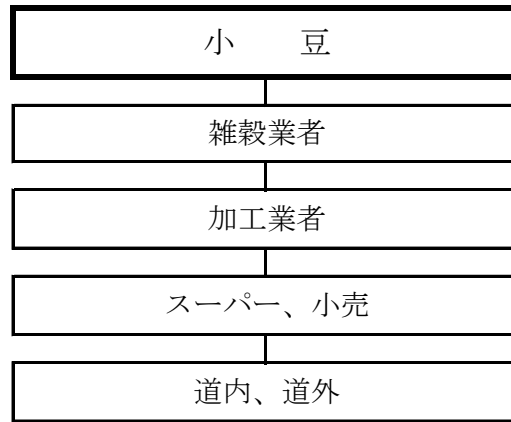 小　　豆
雑穀業者
加工業者
スーパー、小売
道内、道外